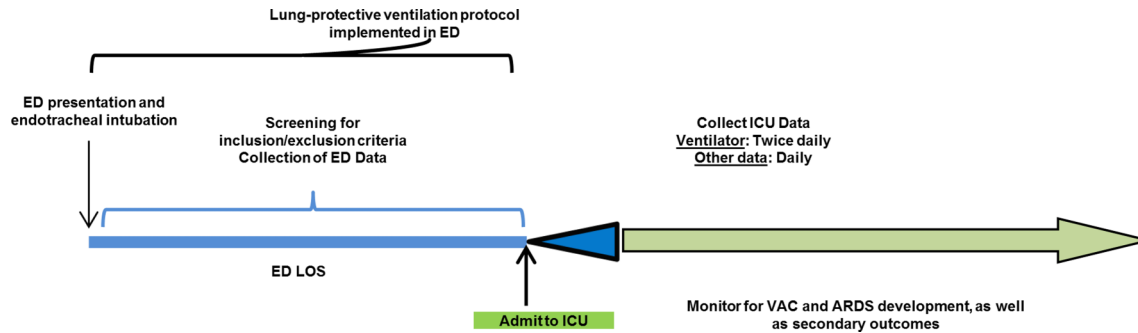 Lung-protective ventilation protocol
implemented in ED
ED presentation and
endotracheal intubation
Screening for
inclusion/exclusion criteria
Collection of ED Data
Collect ICU Data
Ventilator: Twice daily
Other data: Daily
ED LOS
Admit to ICU
Monitor for VAC and ARDS development, as well
as secondary outcomes